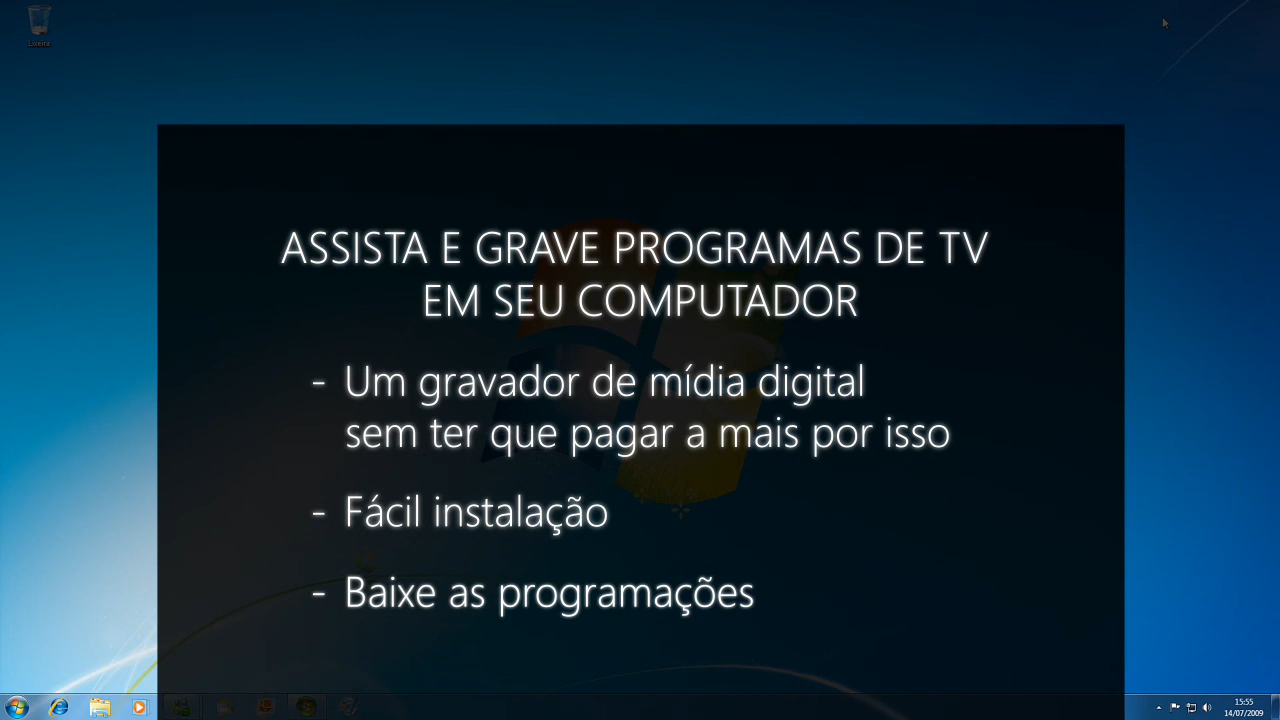 Lixeira
ASSISTA E GRAVE PROGRAMAS DE TV
EM SEU COMPUTADOR
- Um gravador de mídia digital
sem ter que pagar a mais por isso
- Fácil instalação
- Baixe as programações
15:55
14/07/2009